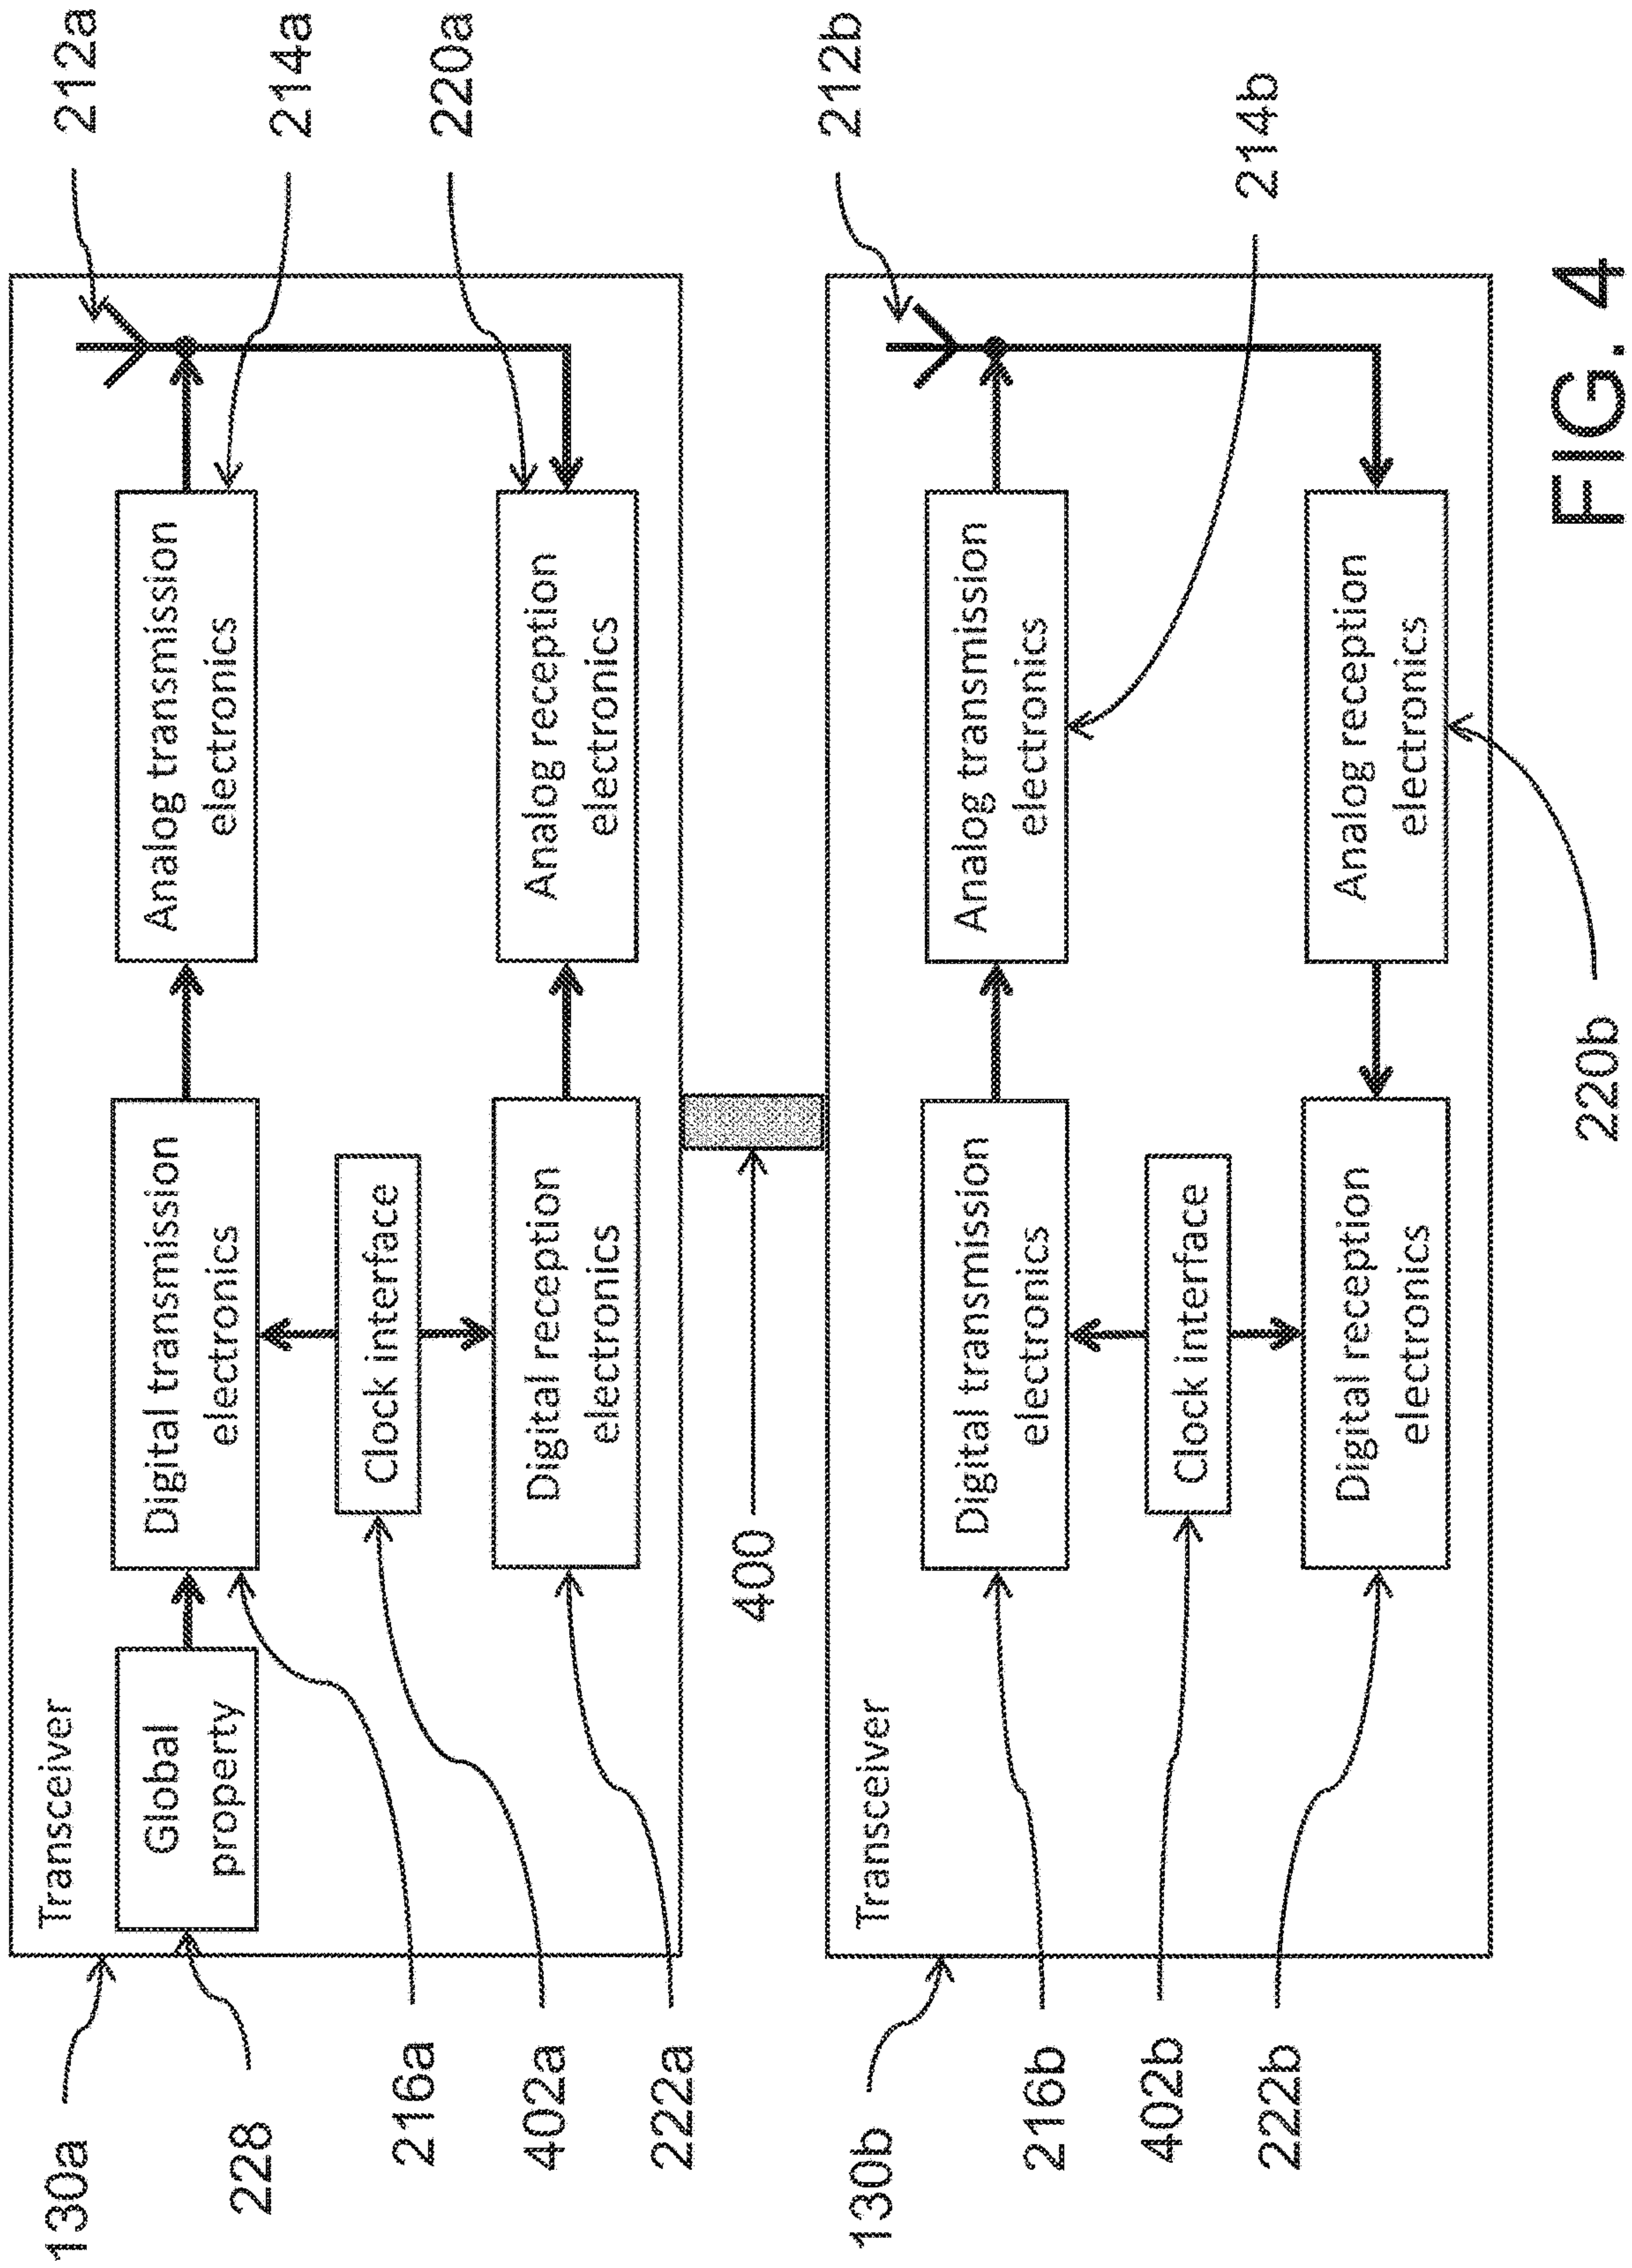 130a
Transceiver
212a
228
Global
property
Digital transmission
electronics
Analog transmission
electronics
214a
216a
402a
Clock interface
220a
222a
Digital reception
electronics
Analog reception
electronics
400
130b
Transceiver
212b
216b
Digital transmission
electronics
Analog transmission
electronics
402b
Clock interface
214b
222b
Digital reception
electronics
Analog reception
electronics
220b
FIG. 4